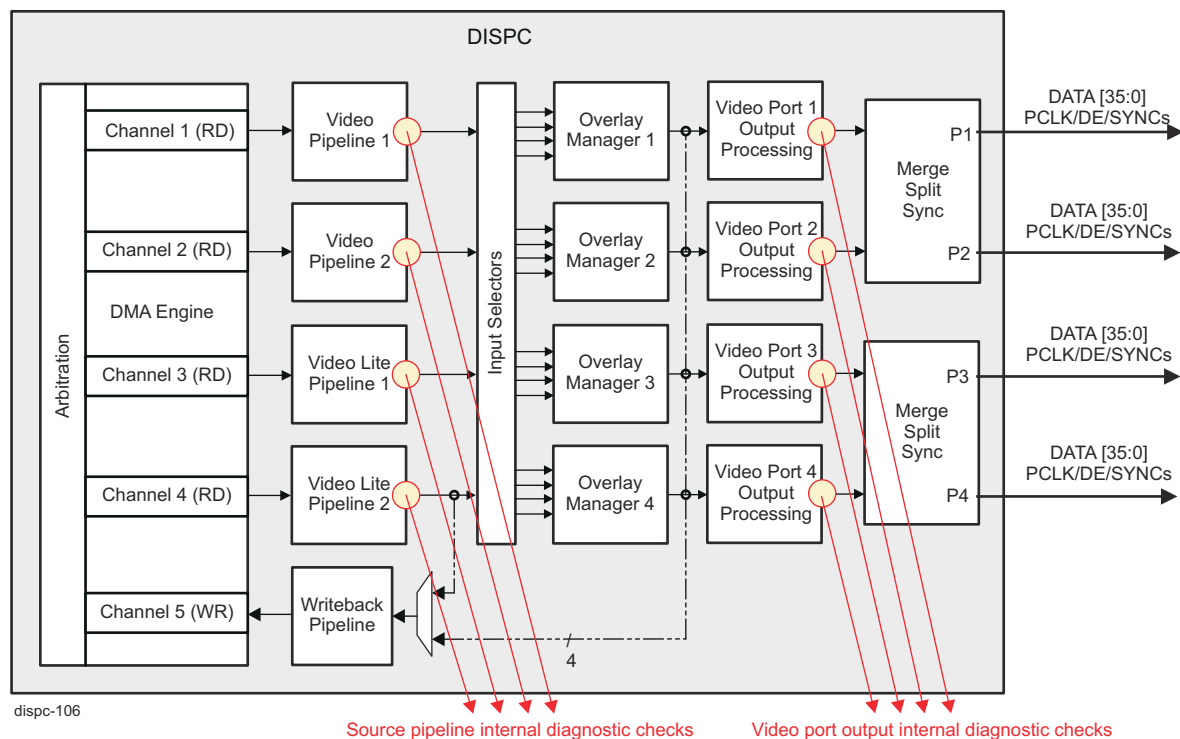 DISPC
Arbitration
Channel 1 (RD)
Channel 2 (RD)
DMA Engine
Channel 3 (RD)
Channel 4 (RD)
Channel 5 (WR)
Video
Pipeline 1
Video
Pipeline 2
Video Lite
Pipeline 1
Video Lite
Pipeline 2
Writeback
Pipeline
Input Selectors
Overlay
Manager 1
Overlay
Manager 2
Overlay
Manager 3
Overlay
Manager 4
4
Video Port 1
Output
Processing
Video Port 2
Output
Processing
Video Port 3
Output
Processing
Video Port 4
Output
Processing
P1
Merge
Split
Sync
P2
P3
Merge
Split
Sync
P4
DATA [35:0]
PCLK/DE/SYNCs
DATA [35:0]
PCLK/DE/SYNCs
DATA [35:0]
PCLK/DE/SYNCs
DATA [35:0]
PCLK/DE/SYNCs
dispc-106
Source pipeline internal diagnostic checks
Video port output internal diagnostic checks